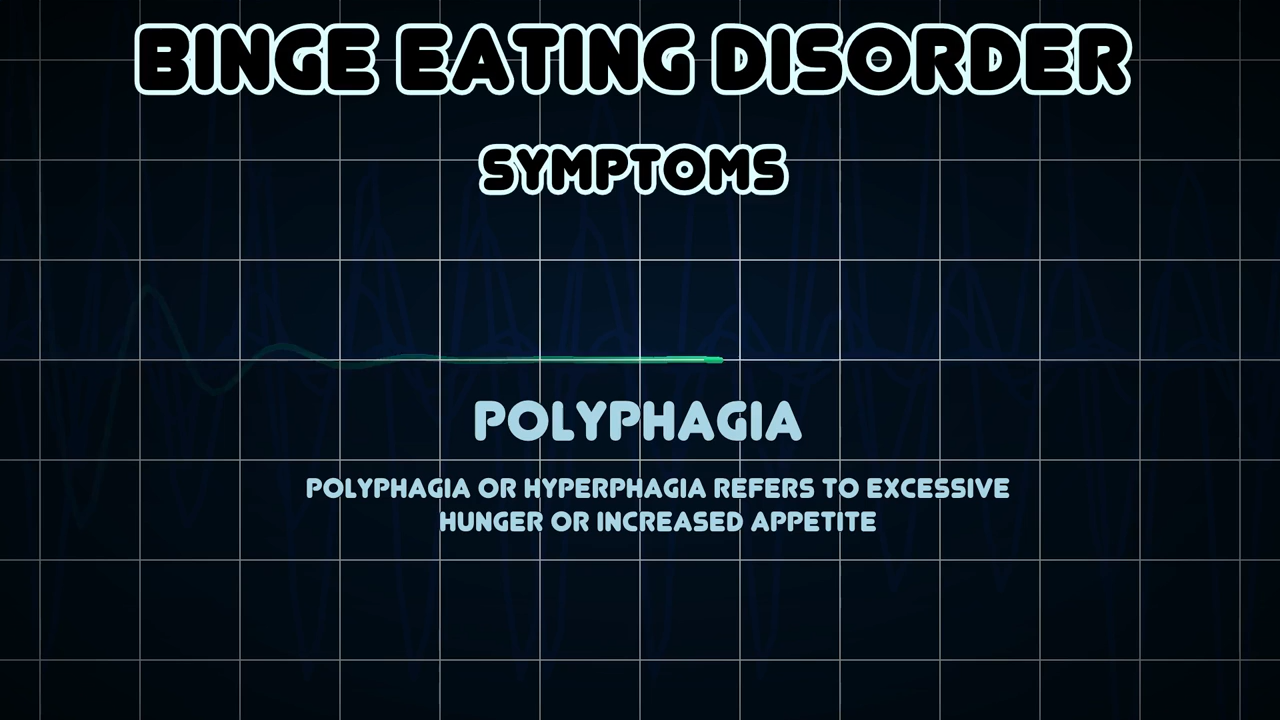 BINGE EATING DISORDER
SYMPTOMS
POLYPHAGIA
POLYPHAGIA OR HYPERPHAGIA REFERS TO EXCESSIVE
HUNGER OR INCREASED APPETITE